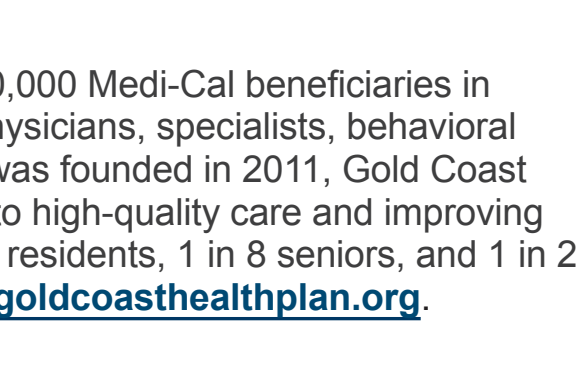 0,000 Medi-Cal beneficiaries in
hysicians, specialists, behavioral
was founded in 2011, Gold Coast
to high-quality care and improving
residents, 1 in 8 seniors, and 1 in 2
goldcoasthealthplan.org.